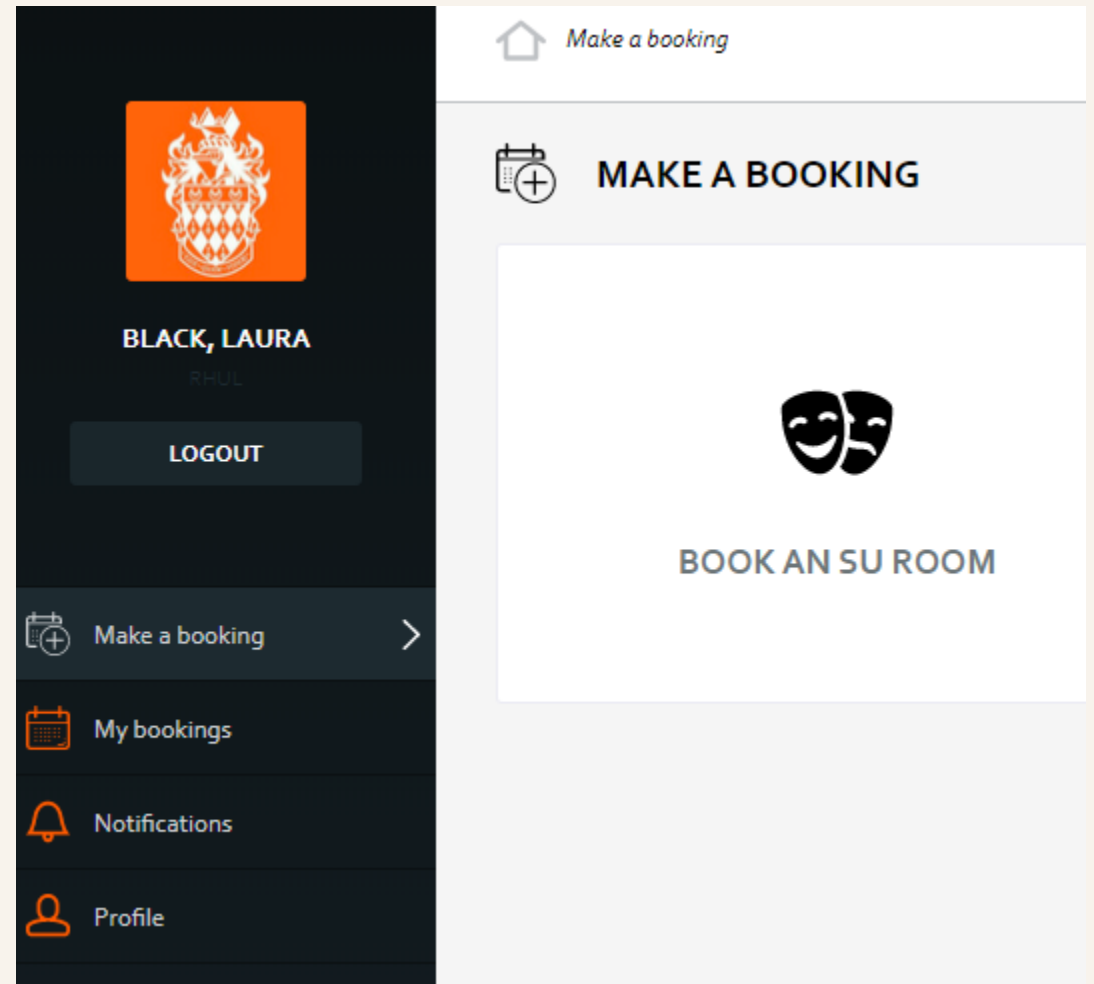 Make a booking
MAKE A BOOKING
BLACK, LAURA
RHUL
LOGOUT
BOOK AN SU ROOM
Make a booking
My bookings
Notifications
Profile